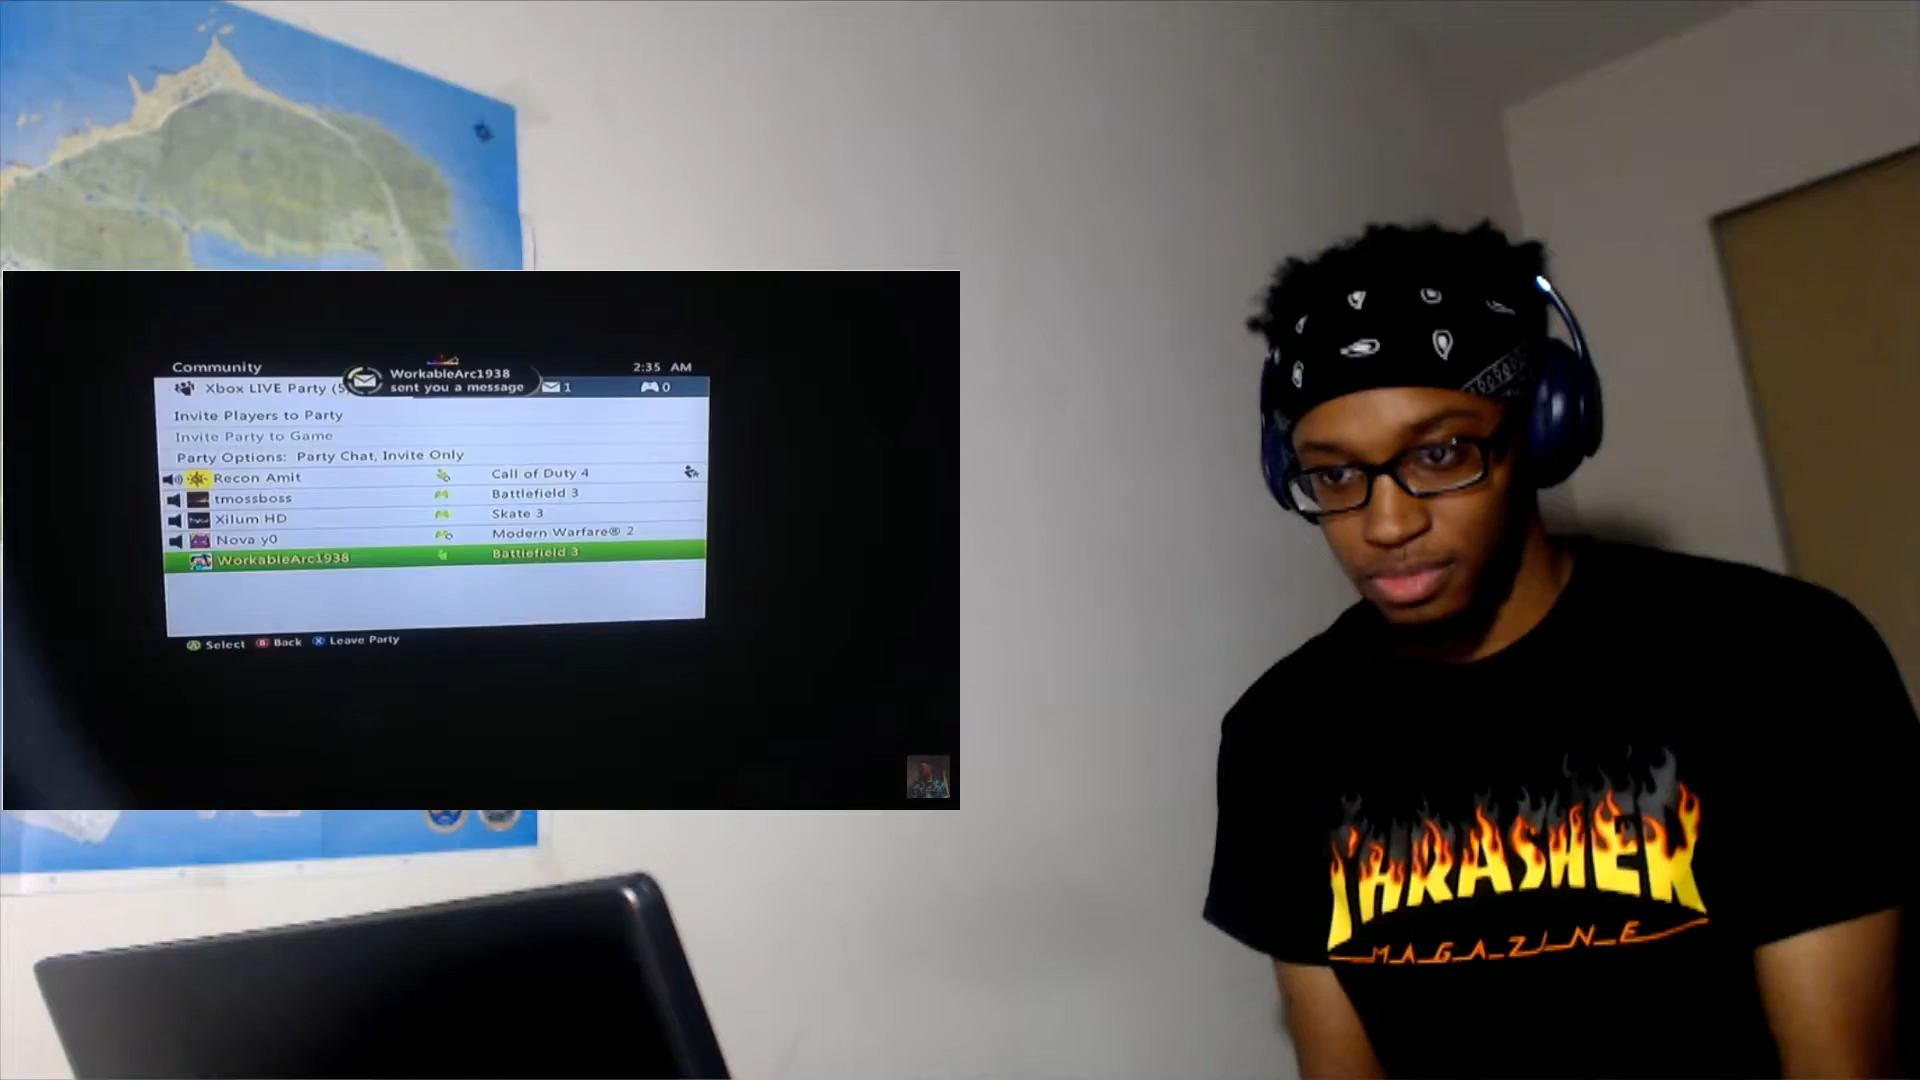 Community
2:35 AM
WorkableArc1938
sent you a message
Xbox LIVE Party (5
1
0
Invite Players to Party
Invite Party to Game
Party Options: Party Chat, Invite Only
Recon Amit Call of Duty 4
tmossboss Battlefield 3
Xilum HD Skate 3
Nova y0 Modern Warfare® 2
WorkableArc1938 Battlefield 3
A Select B Back X Leave Party
THRASHER
MAGAZINE